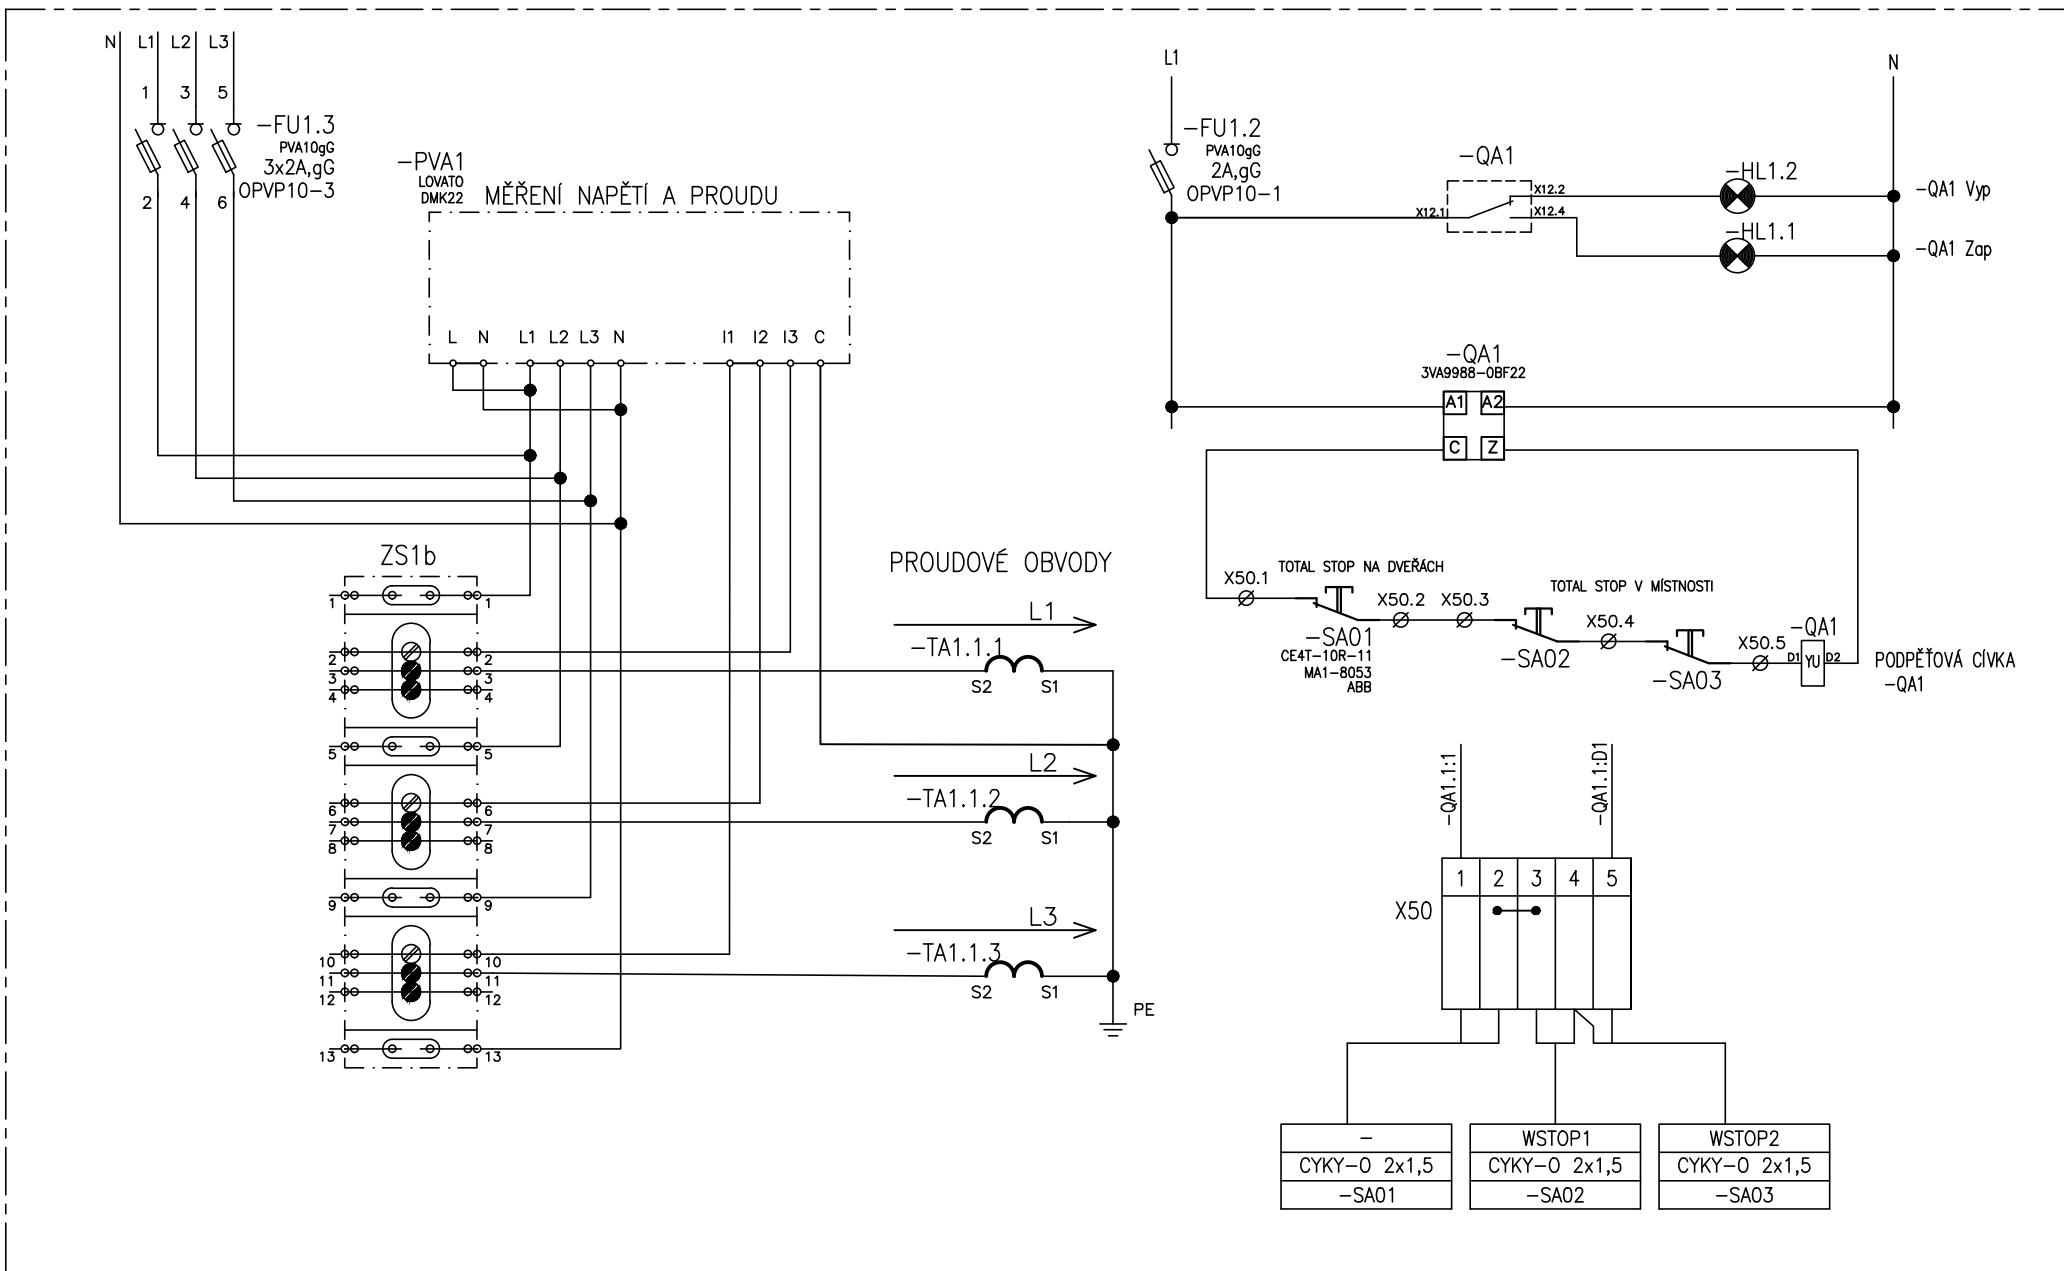 N L1 L2 L3
1 3 5
-FU1.3
PVA10gG
3x2A,gG
OPVP10-3
2 4 6
-PVA1
LOVATO
DMK22
MĚŘENÍ NAPĚTÍ A PROUDU
L N L1 L2 L3 N I1 I2 I3 C
ZS1b
1 1
2 2
3 3
4 4
5 5
6 6
7 7
8 8
9 9
10 10
11 11
12 12
13 13
PROUDOVÉ OBVODY
L1
-TA1.1.1
S2 S1
L2
-TA1.1.2
S2 S1
L3
-TA1.1.3
S2 S1
PE
L1
N
-FU1.2
PVA10gG
2A,gG
OPVP10-1
-QA1
X12.1
X12.2
X12.4
-HL1.2
-QA1 Vyp
-HL1.1
-QA1 Zap
-QA1
3VA9988-0BF22
A1 A2
C Z
X50.1
TOTAL STOP NA DVEŘÁCH
-SA01
CE4T-10R-11
MA1-8053
ABB
X50.2 X50.3
TOTAL STOP V MÍSTNOSTI
-SA02
X50.4
-SA03
X50.5
-QA1
D1 YU D2
PODPĚŤOVÁ CÍVKA
-QA1
-QA1.1:1
-QA1.1:D1
X50
1 2 3 4 5
-
CYKY-O 2x1,5
-SA01
WSTOP1
CYKY-O 2x1,5
-SA02
WSTOP2
CYKY-O 2x1,5
-SA03